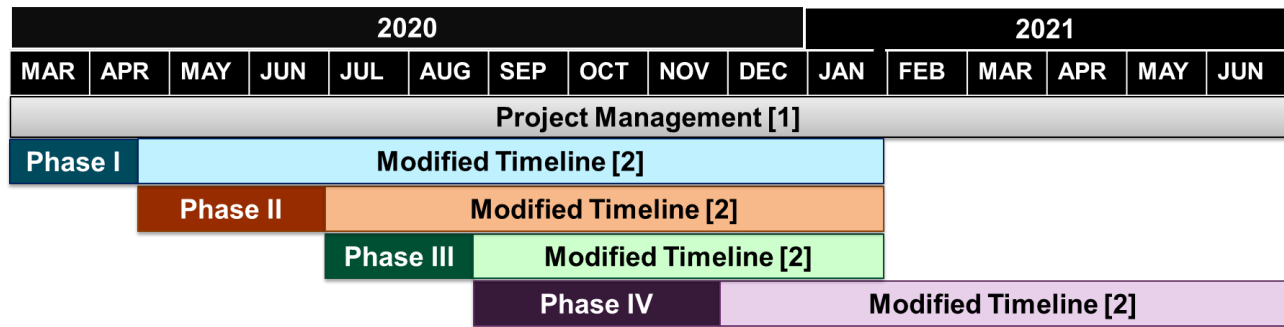 2020 2021
MAR APR MAY JUN JUL AUG SEP OCT NOV DEC JAN FEB MAR APR MAY JUN
Project Management [1]
Phase I Modified Timeline [2]
Phase II Modified Timeline [2]
Phase III Modified Timeline [2]
Phase IV Modified Timeline [2]